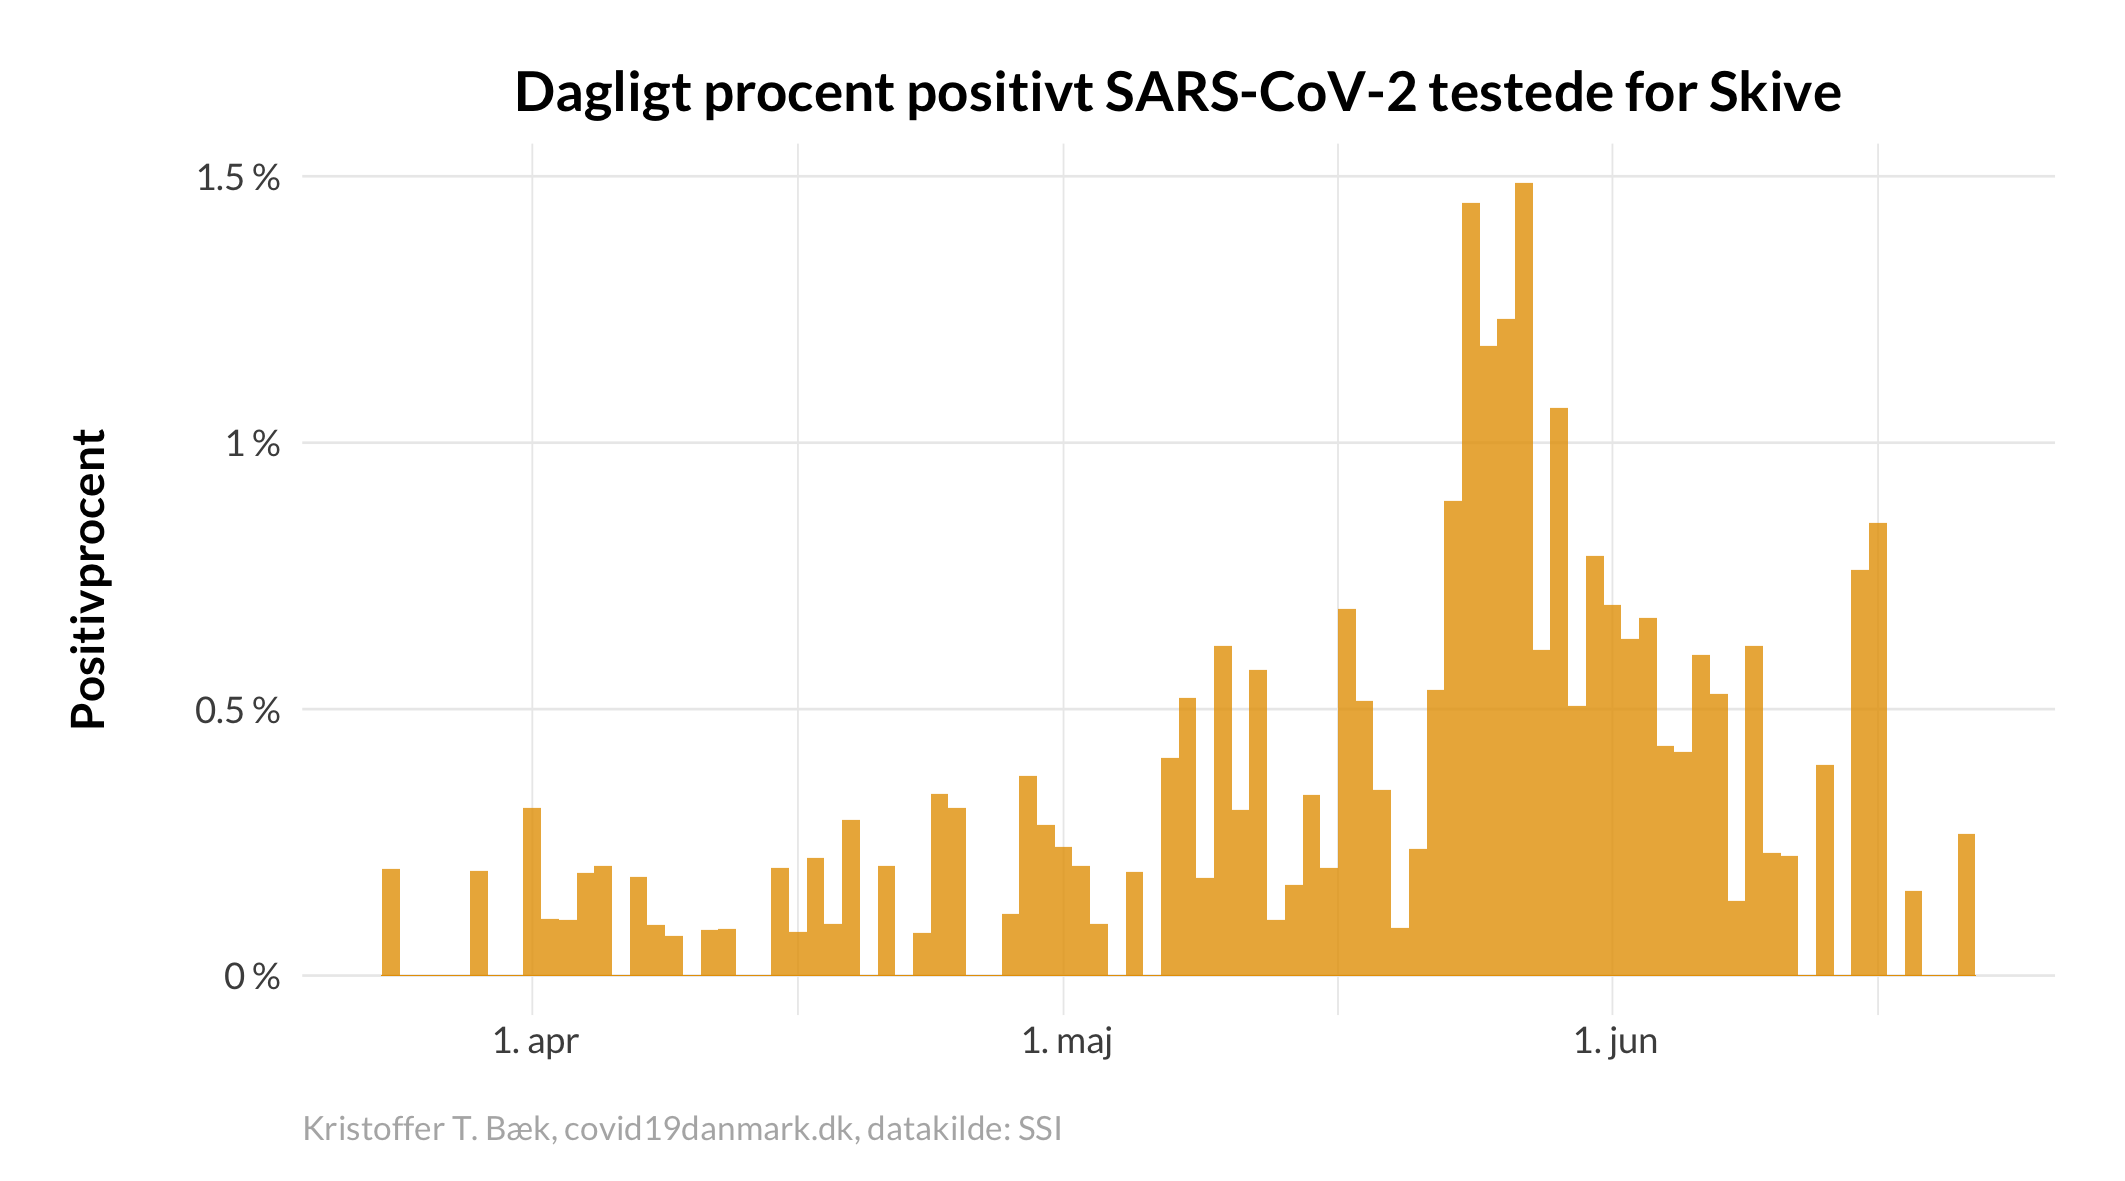 Dagligt procent positivt SARS-CoV-2 testede for Skive
Positivprocent
1.5 %
1 %
0.5 %
0 %
1. apr
1. maj
1. jun
Kristoffer T. Bæk, covid19danmark.dk, datakilde: SSI